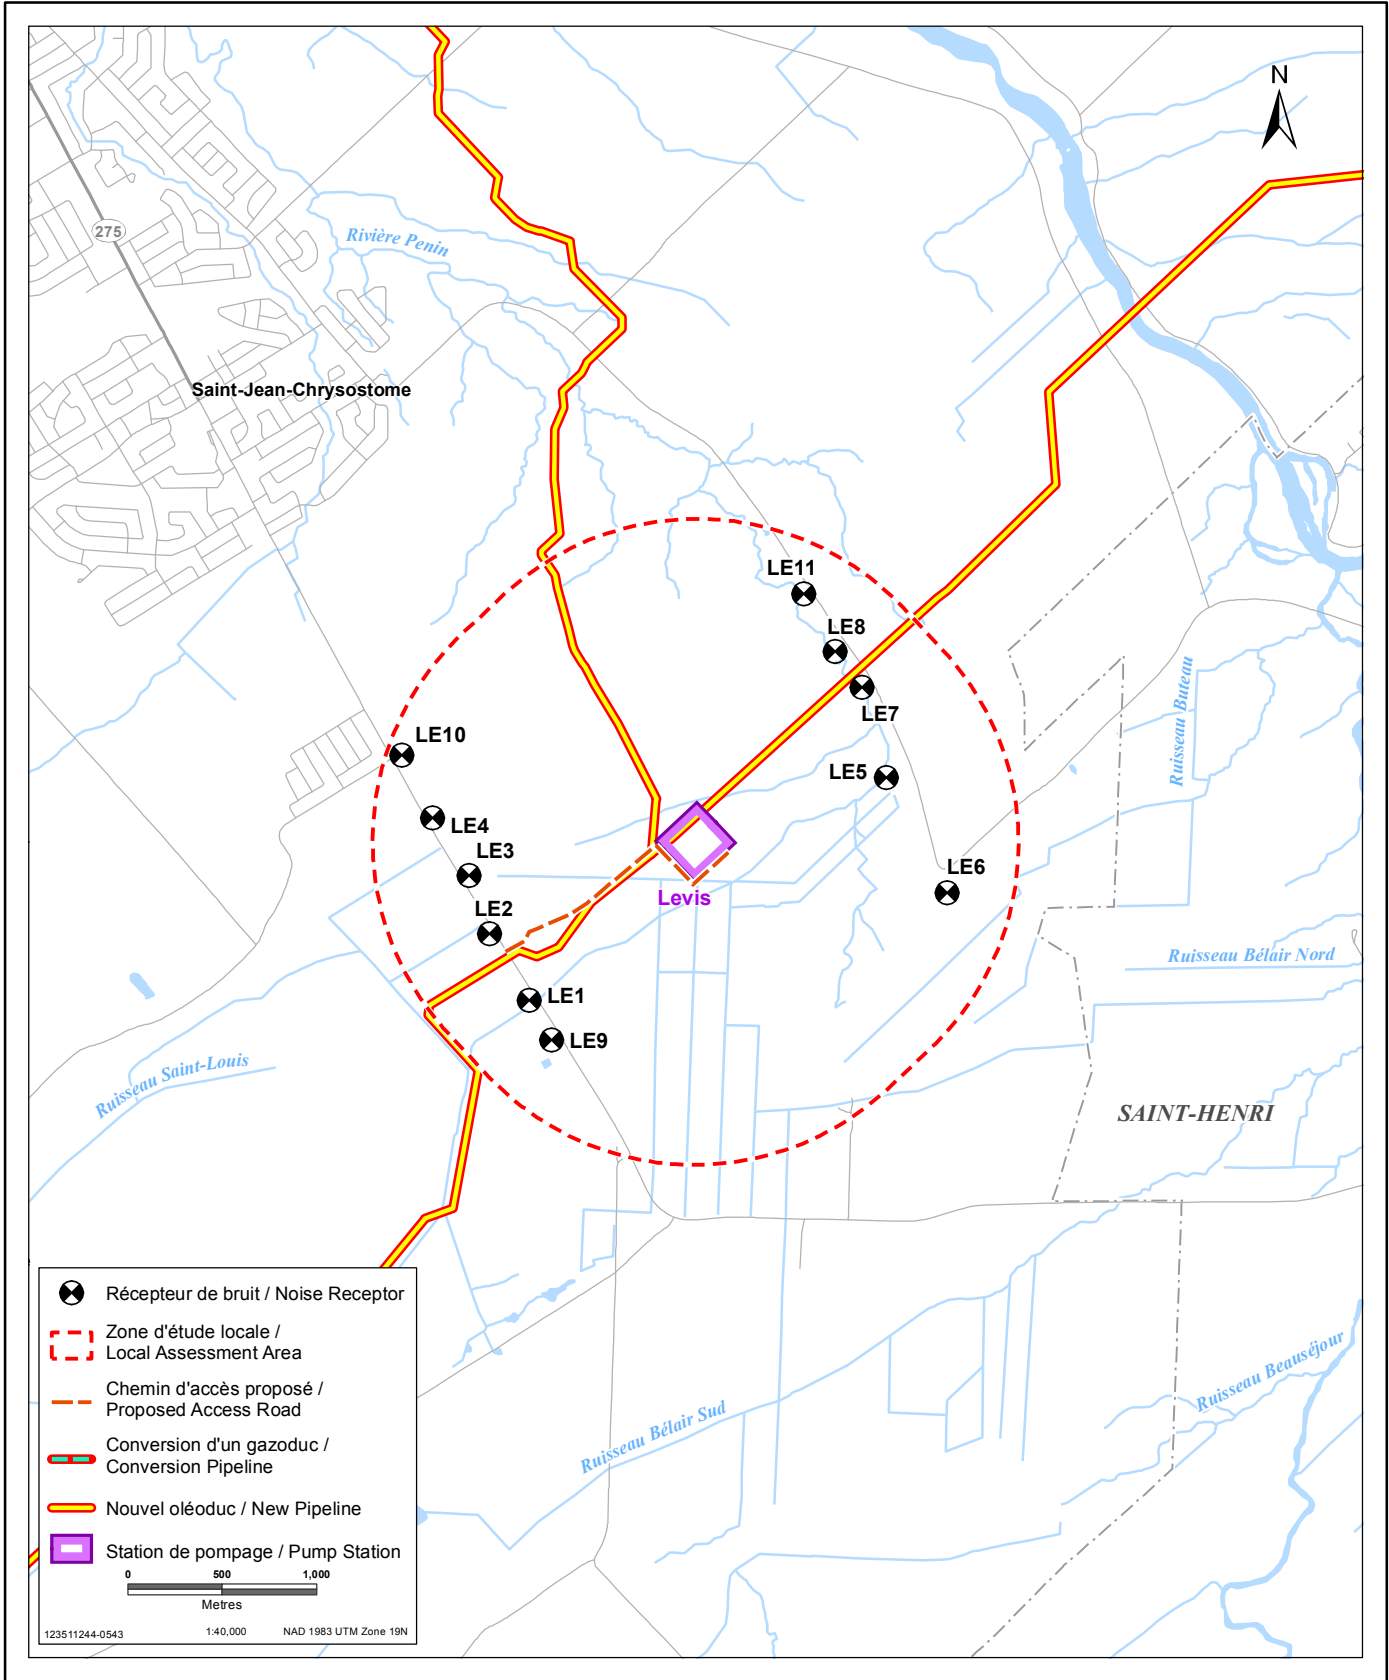 N
275
Rivière Penin
Saint-Jean-Chrysostome
LE11
LE8
LE7
LE10
LE5
LE4
LE3
LE6
Levis
LE2
LE1
LE9
Ruisseau Buteau
Ruisseau Bélair Nord
Ruisseau Saint-Louis
SAINT-HENRI
Ruisseau Beauséjour
Ruisseau Bélair Sud
Récepteur de bruit / Noise Receptor
Zone d'étude locale /
Local Assessment Area
Chemin d'accès proposé /
Proposed Access Road
Conversion d'un gazoduc /
Conversion Pipeline
Nouvel oléoduc / New Pipeline
Station de pompage / Pump Station
0 500 1,000
Metres
123511244-0543 1:40,000 NAD 1983 UTM Zone 19N